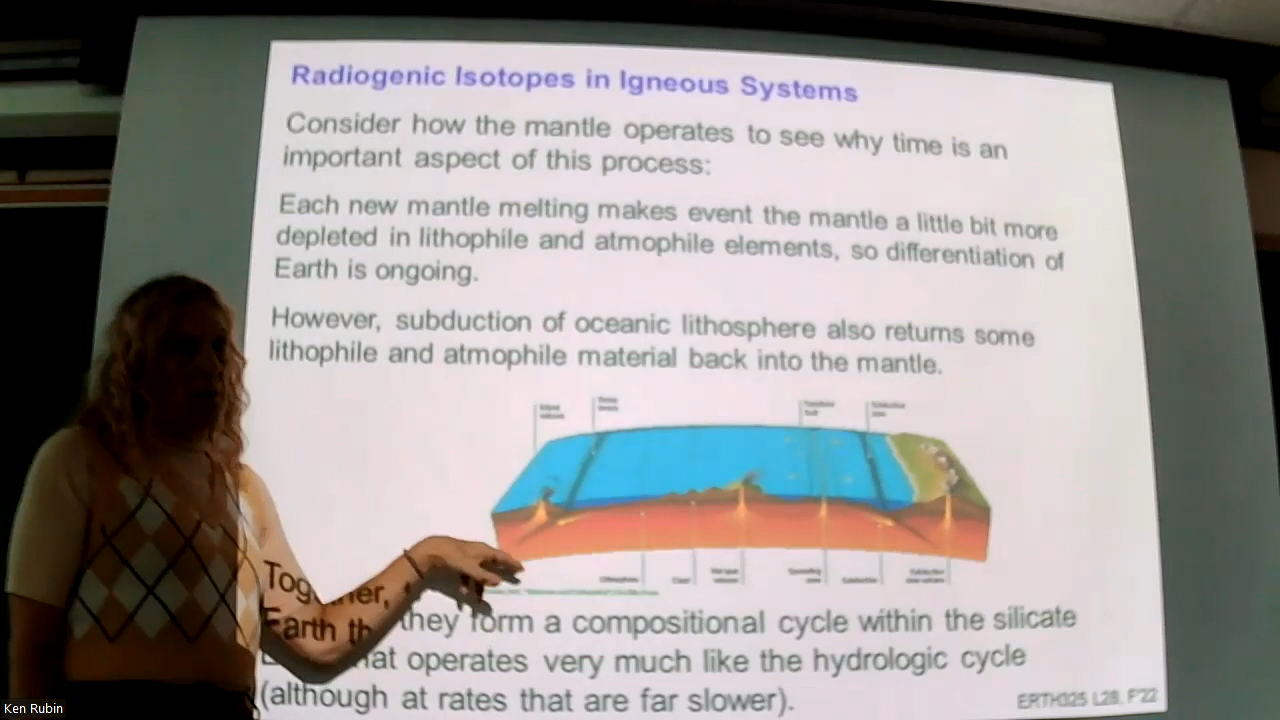 Radiogenic Isotopes in Igneous Systems
Consider how the mantle operates to see why time is an
important aspect of this process:
Each new mantle melting makes event the mantle a little bit more
depleted in lithophile and atmophile elements, so differentiation of
Earth is ongoing.
However, subduction of oceanic lithosphere also returns some
lithophile and atmophile material back into the mantle.
they form a compositional cycle within the silicate
Earth that operates very much like the hydrologic cycle
(although at rates that are far slower).
ERTH325 L28, F'22
Ken Rubin